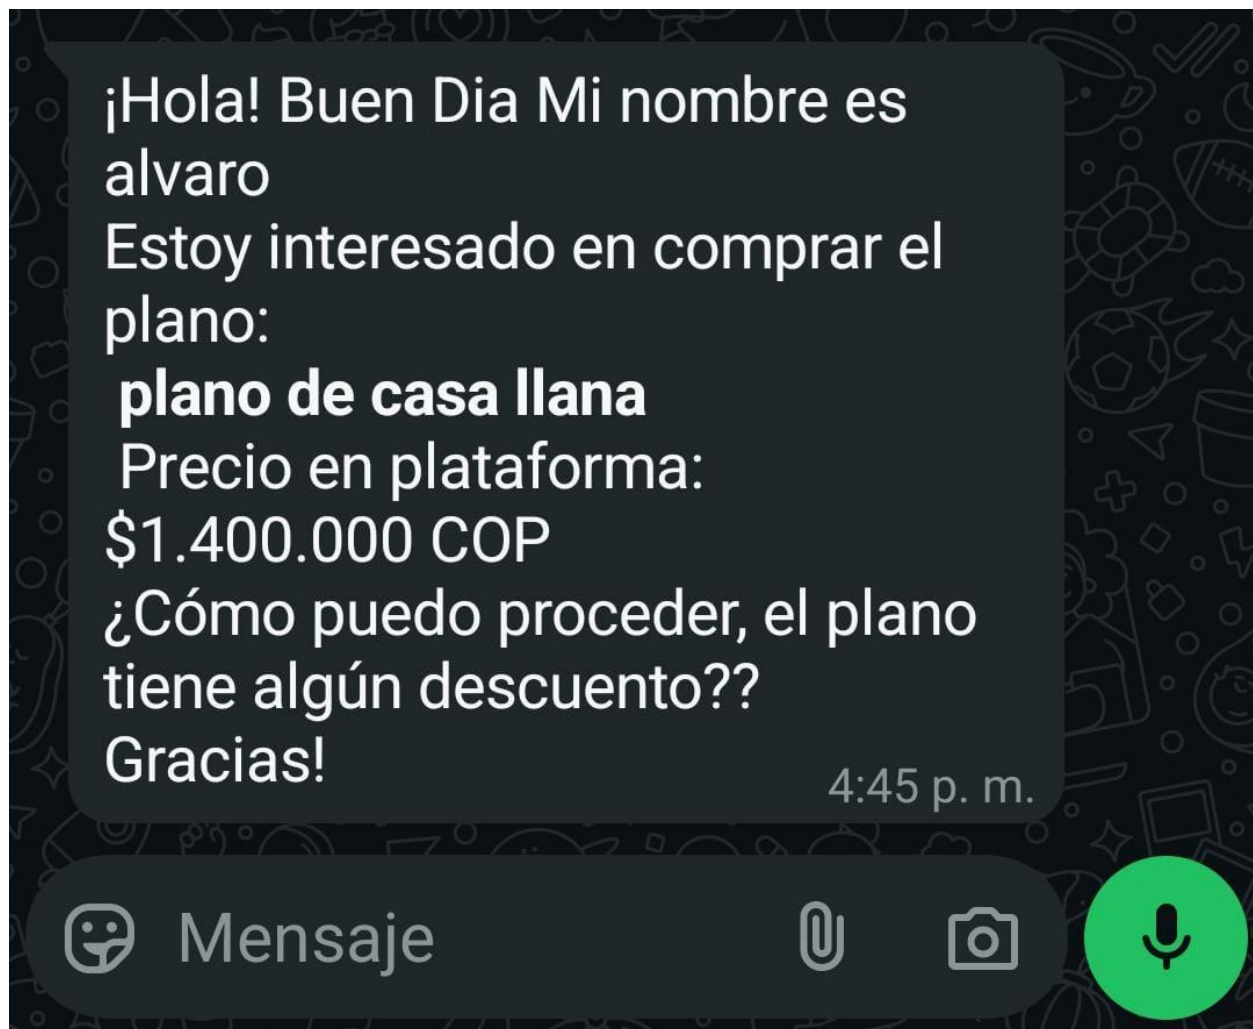 ¡Hola! Buen Dia Mi nombre es
alvaro
Estoy interesado en comprar el
plano:
plano de casa llana
Precio en plataforma:
$1.400.000 COP
¿Cómo puedo proceder, el plano
tiene algún descuento??
Gracias!
4:45 p. m.
Mensaje